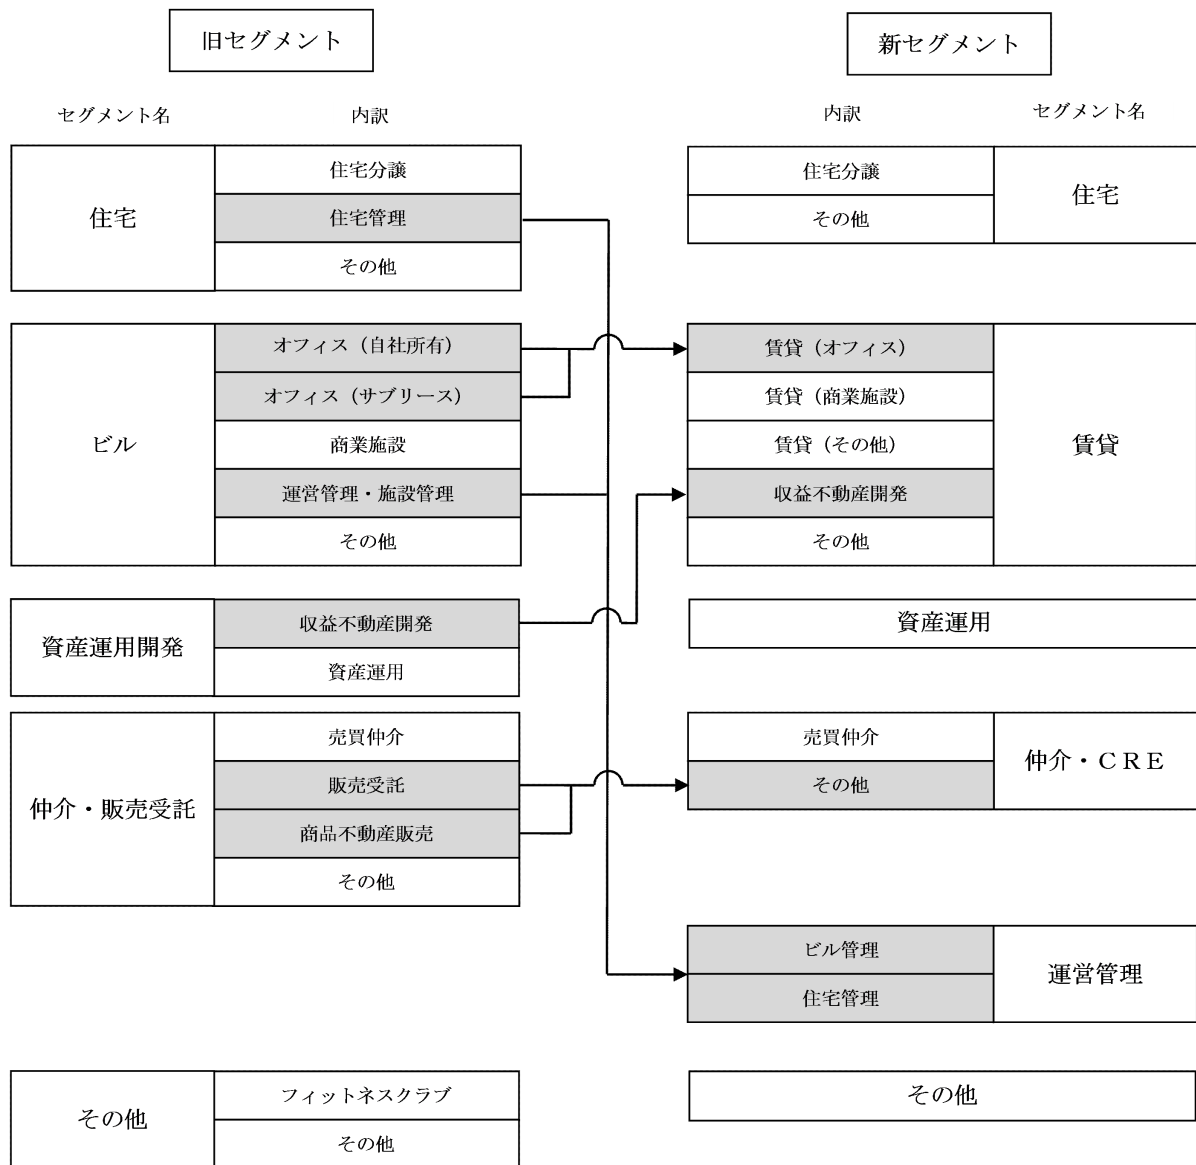 旧セグメント
新セグメント
セグメント名
内訳
内訳
セグメント名
住宅
住宅分譲
住宅管理
その他
住宅分譲
その他
住宅
ビル
オフィス（自社所有）
オフィス（サブリース）
商業施設
運営管理・施設管理
その他
賃貸（オフィス）
賃貸（商業施設）
賃貸（その他）
収益不動産開発
その他
賃貸
資産運用開発
収益不動産開発
資産運用
資産運用
仲介・販売受託
売買仲介
販売受託
商品不動産販売
その他
売買仲介
その他
仲介・ＣＲＥ
ビル管理
住宅管理
運営管理
その他
フィットネスクラブ
その他
その他